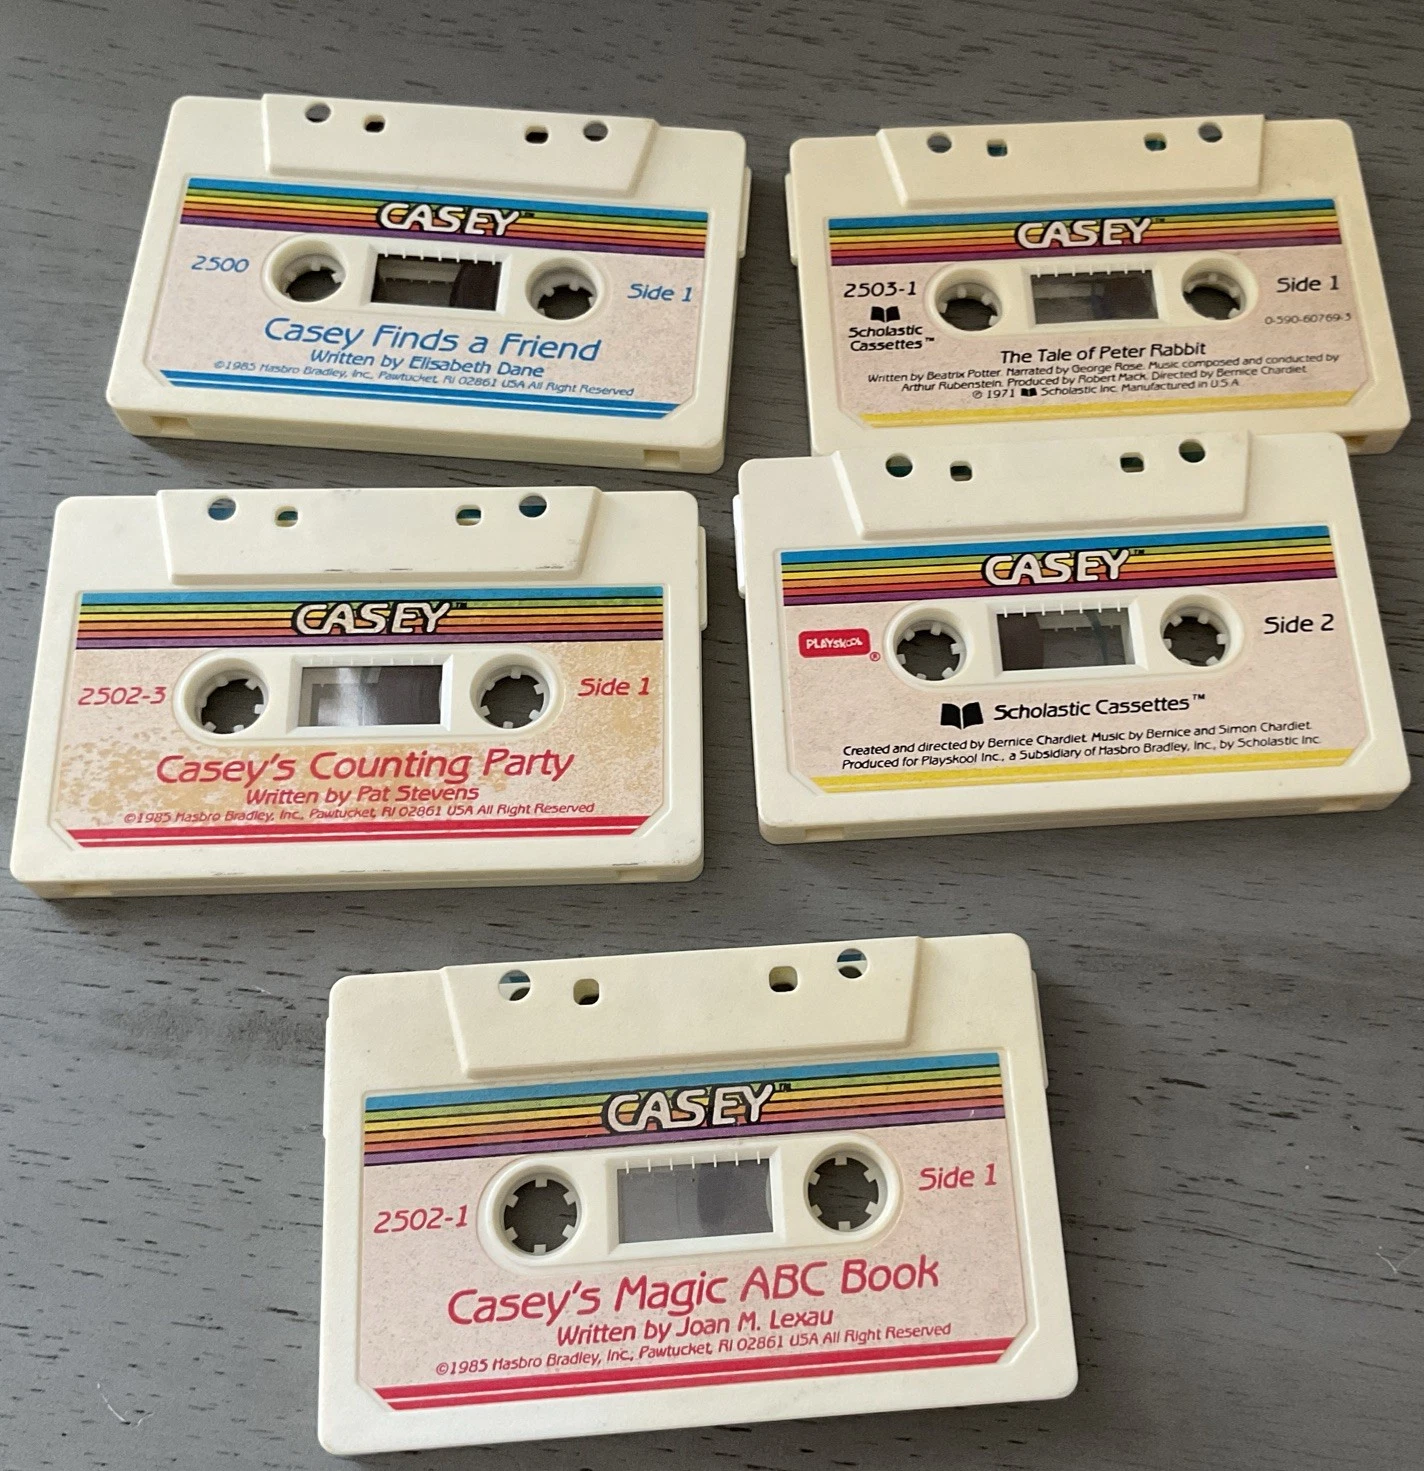 CASEY™
2500
Side 1
Casey Finds a Friend
Written by Elisabeth Dane
©1985 Hasbro Bradley, Inc., Pawtucket, RI 02861 USA All Right Reserved
CASEY™
2503-1
Side 1
Scholastic
Cassettes™
0-590-60769-3
The Tale of Peter Rabbit
Written by Beatrix Potter. Narrated by George Rose. Music composed and conducted by
Arthur Rubenstein. Produced by Robert Mack. Directed by Bernice Chardiet.
℗ 1971 Scholastic Inc. Manufactured in U.S.A.
CASEY™
2502-3
Side 1
Casey's Counting Party
Written by Pat Stevens
©1985 Hasbro Bradley, Inc., Pawtucket, RI 02861 USA All Right Reserved
CASEY™
PLAYSKOOL®
Side 2
Scholastic Cassettes™
Created and directed by Bernice Chardiet. Music by Bernice and Simon Chardiet.
Produced for Playskool Inc., a Subsidiary of Hasbro Bradley, Inc., by Scholastic Inc.
CASEY™
2502-1
Side 1
Casey's Magic ABC Book
Written by Joan M. Lexau
©1985 Hasbro Bradley, Inc., Pawtucket, RI 02861 USA All Right Reserved